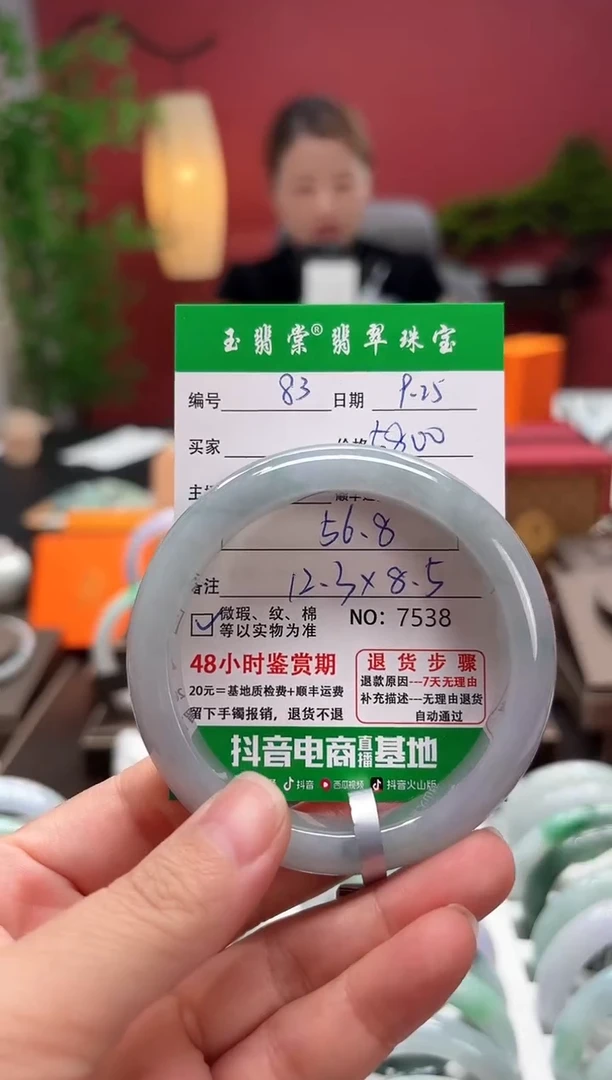 玉翡棠®翡翠珠宝
编号 83 日期 9.25
买家
56.8
备注 12.3×8.5
微瑕、纹、棉
等以实物为准
NO: 7538
48小时鉴赏期
20元=基地质检费+顺丰运费
留下手镯报销，退货不退
退货步骤
退款原因---7天无理由
补充描述---无理由退货
自动通过
抖音电商直播基地
抖音 西瓜视频 抖音火山版